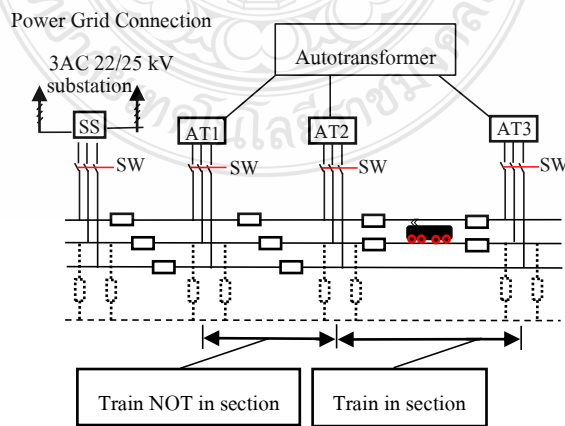 Power Grid Connection
3AC 22/25 kV
substation
Autotransformer
SS
AT1
AT2
AT3
SW
SW
SW
SW
Train NOT in section
Train in section